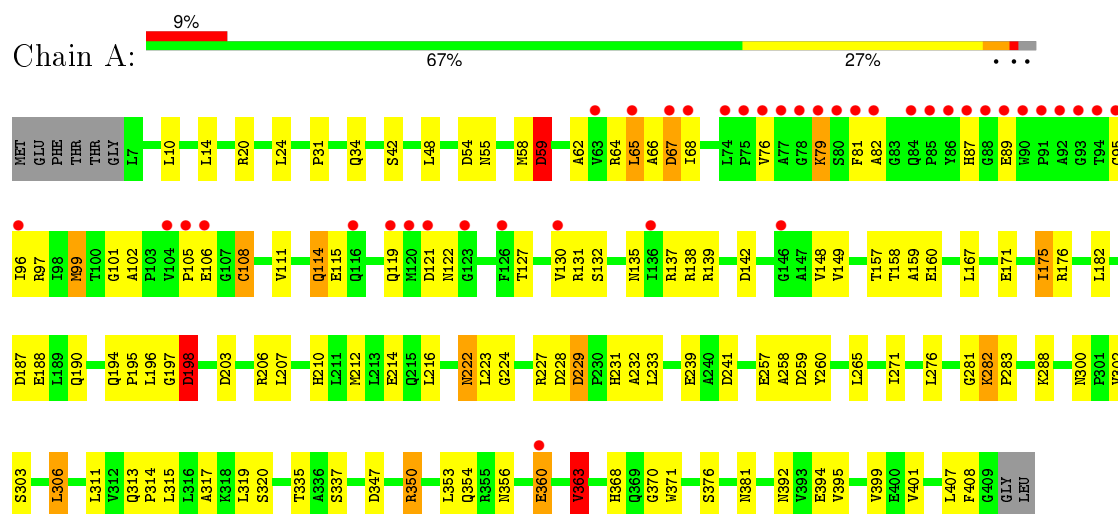 9%
Chain A:
67% 27% • • •
MET GLU PHE THR THR GLY L7 L10 L14 R20 L24 P31 Q34 S42 L48 D54 N55 M58 D59 A62 V63 R64 L65 A66 D67 I68 L74 P75 V76 A77 G78 K79 S80 F81 A82 G83 Q84 P85 Y86 H87 G88 E89 W90 P91 A92 G93 T94
I96 R97 I98 M99 T100 G101 A102 P103 V104 P105 E106 G107 C108 V111 Q114 E115 Q116 Q119 M120 D121 N122 G123 F126 T127 V130 R131 S132 N135 I136 R137 R138 R139 D142 G146 A147 V148 V149 T157 T158 A159 E160 L167 E171 I175 R176 L182
D187 E188 L189 Q190 Q194 P195 L196 G197 D198 D203 R206 L207 H210 L211 M212 L213 E214 Q215 L216 N222 L223 G224 R227 D228 D229 P230 H231 A232 L233 E239 A240 D241 E257 A258 D259 Y260 L265 I271 L276 G281 K282 P283 K288 N300 P301
S303 L306 L311 V312 Q313 P314 L315 L316 A317 K318 L319 S320 T335 A336 S337 D347 R350 L353 Q354 A355 N356 E360 V363 H368 Q369 G370 W371 S376 N381 N392 V393 E394 V395 V399 E400 V401 L407 F408 G409 GLY LEU